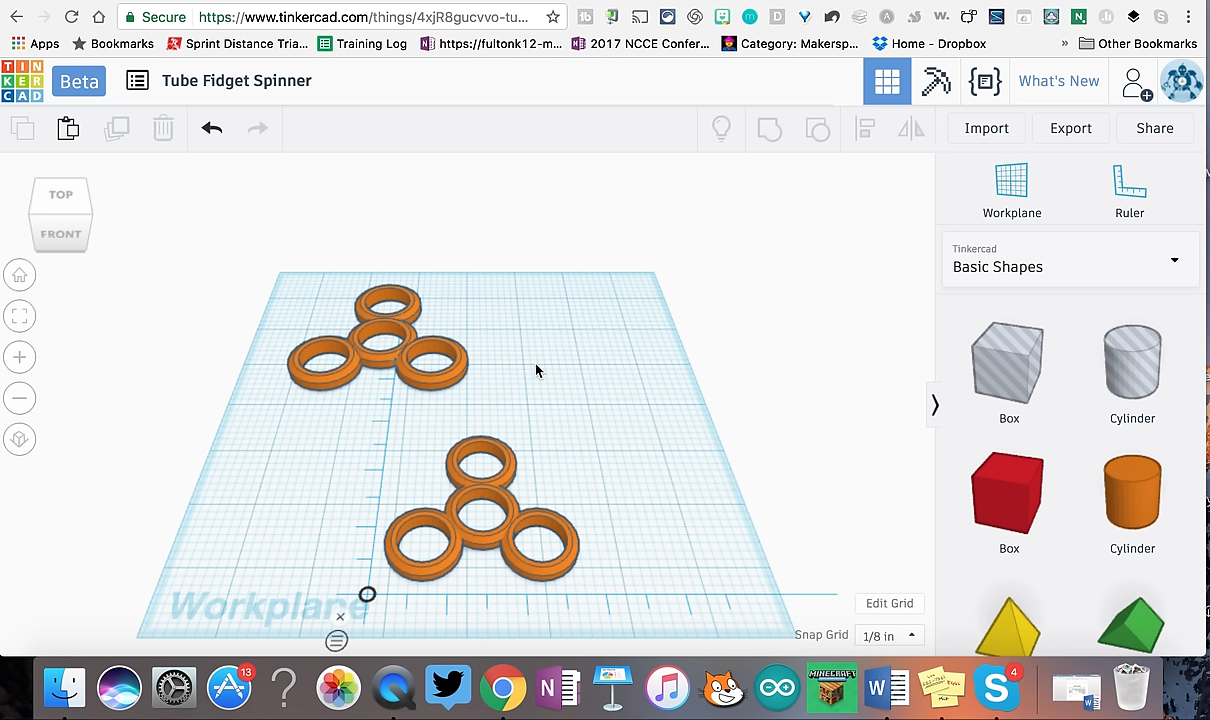 Secure https://www.tinkercad.com/things/4xjR8gucvvo-tu...
Apps Bookmarks Sprint Distance Tria... Training Log https://fultonk12-m... 2017 NCCE Confer... Category: Makersp... Home - Dropbox » Other Bookmarks
TIN
KER
CAD
Beta Tube Fidget Spinner What's New
Import Export Share
TOP
FRONT
Workplane Ruler
Tinkercad
Basic Shapes
Box Cylinder
Box Cylinder
Workplane
Edit Grid
Snap Grid 1/8 in
13
N
MINECRAFT
W
S
4